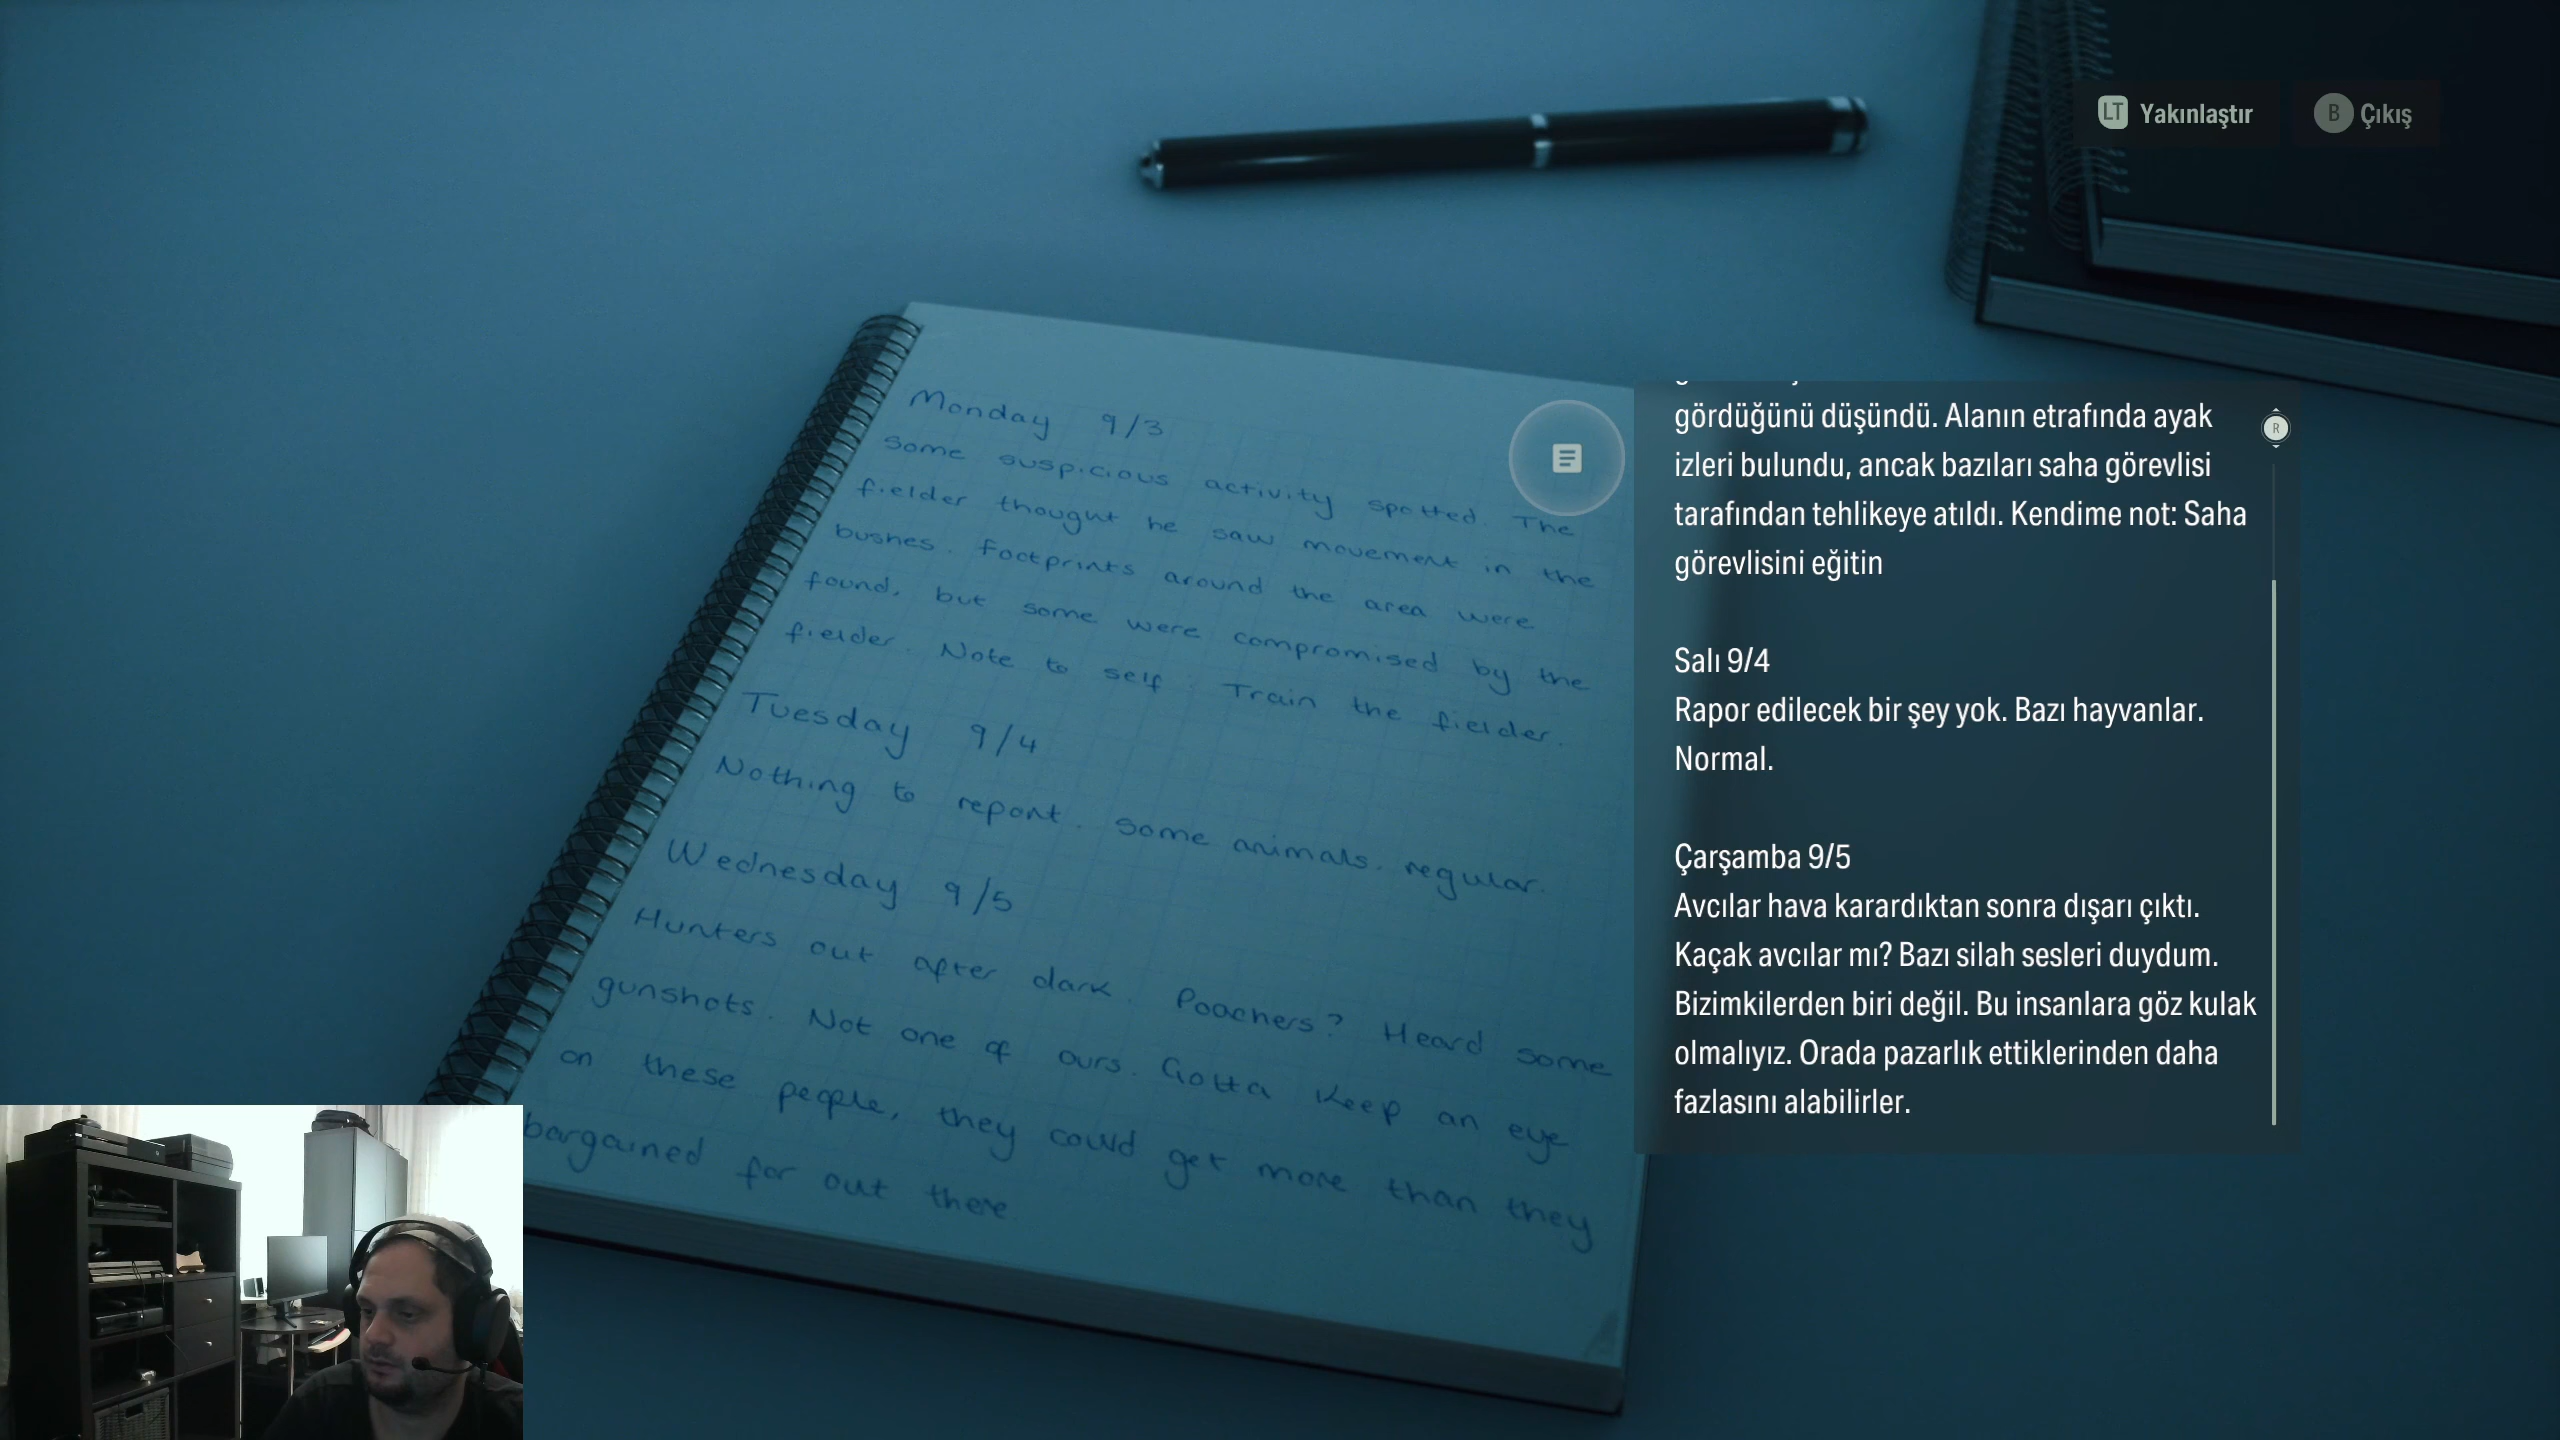 LT Yakınlaştır B Çıkış
Monday 9/3
Some suspicious activity spotted. The
fielder thought he saw movement in the
bushes. Footprints around the area were
found, but some were compromised by the
fielder. Note to self: Train the fielder.
Tuesday 9/4
Nothing to report. Some animals. regular.
Wednesday 9/5
Hunters out after dark. Poachers? Heard some
gunshots. Not one of ours. Gotta keep an eye
on these people, they could get more than they
bargained for out there
gördüğünü düşündü. Alanın etrafında ayak
izleri bulundu, ancak bazıları saha görevlisi
tarafından tehlikeye atıldı. Kendime not: Saha
görevlisini eğitin
Salı 9/4
Rapor edilecek bir şey yok. Bazı hayvanlar.
Normal.
Çarşamba 9/5
Avcılar hava karardıktan sonra dışarı çıktı.
Kaçak avcılar mı? Bazı silah sesleri duydum.
Bizimkilerden biri değil. Bu insanlara göz kulak
olmalıyız. Orada pazarlık ettiklerinden daha
fazlasını alabilirler.
R